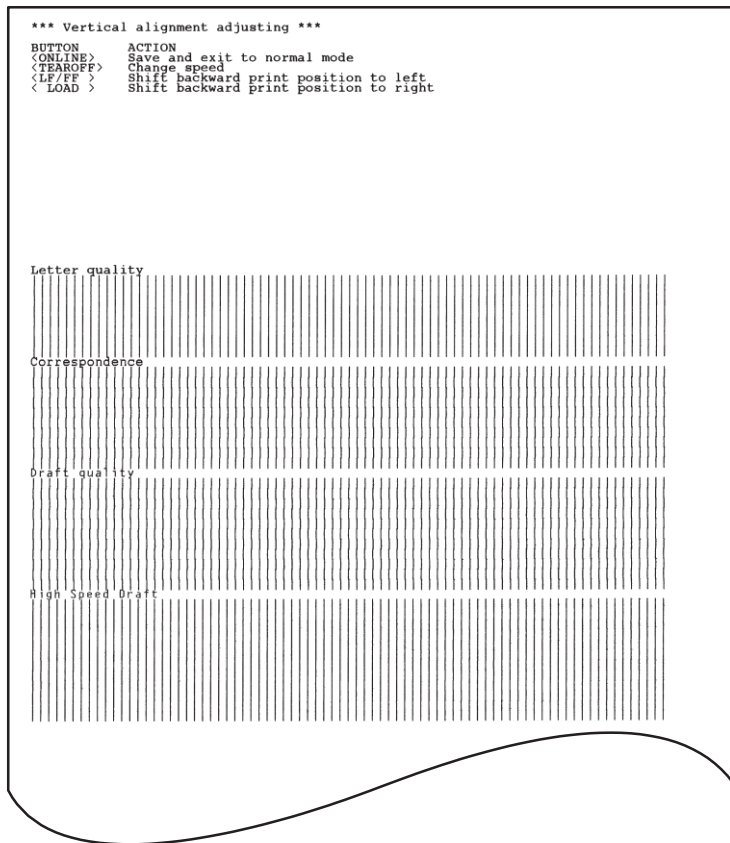 *** Vertical alignment adjusting ***
BUTTON ACTION
<ONLINE> Save and exit to normal mode
<TEAROFF> Change speed
<LF/FF > Shift backward print position to left
< LOAD > Shift backward print position to right
Letter quality
Correspondence
Draft quality
High Speed Draft